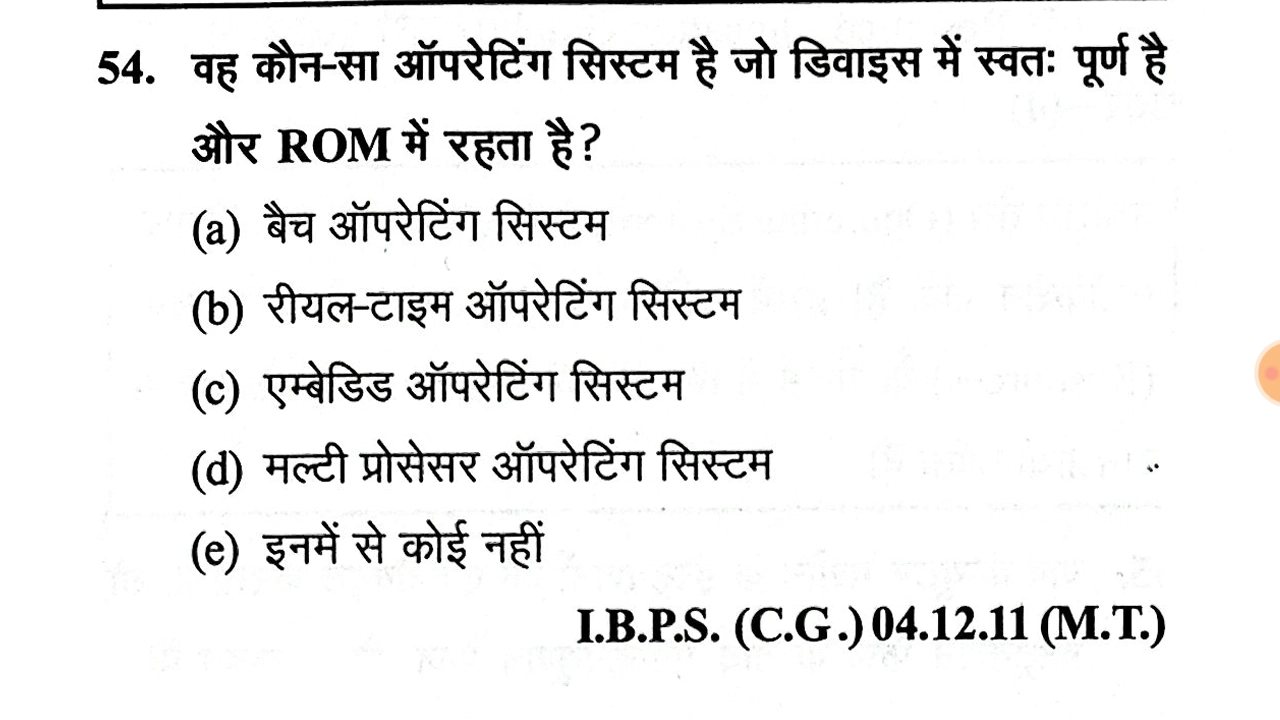 54. वह कौन-सा ऑपरेटिंग सिस्टम है जो डिवाइस में स्वतः पूर्ण है
और ROM में रहता है?
(a) बैच ऑपरेटिंग सिस्टम
(b) रीयल-टाइम ऑपरेटिंग सिस्टम
(c) एम्बेडिड ऑपरेटिंग सिस्टम
(d) मल्टी प्रोसेसर ऑपरेटिंग सिस्टम
(e) इनमें से कोई नहीं
I.B.P.S. (C.G.) 04.12.11 (M.T.)